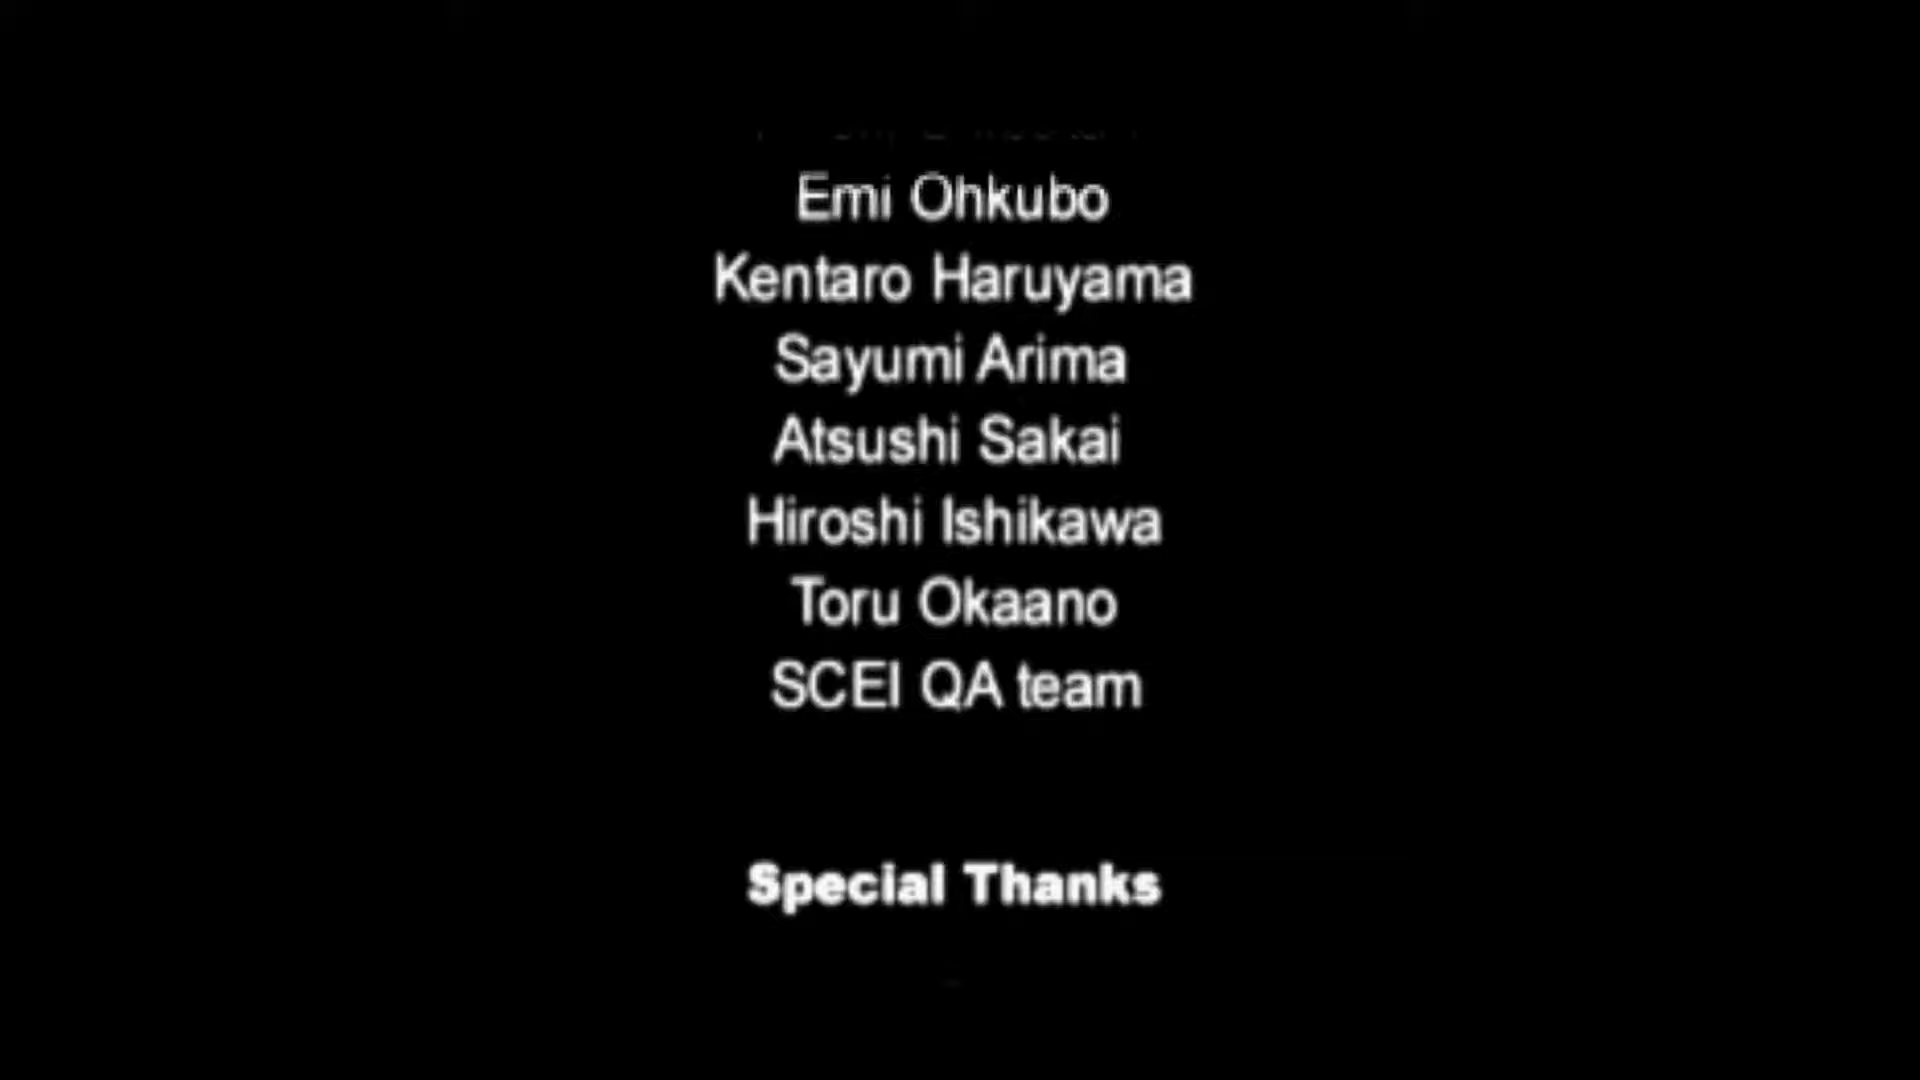 Emi Ohkubo
Kentaro Haruyama
Sayumi Arima
Atsushi Sakai
Hiroshi Ishikawa
Toru Okaano
SCEI QA team
Special Thanks